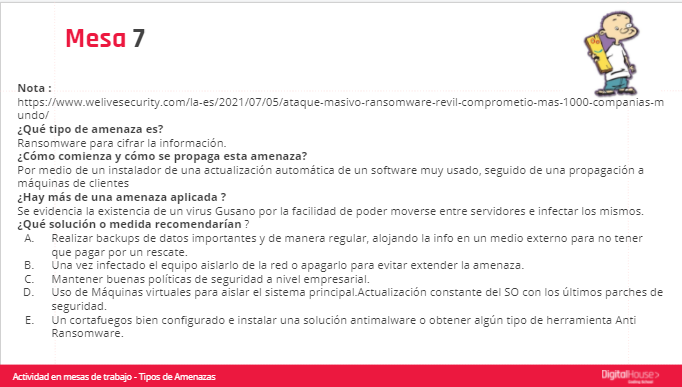 Mesa 7
Nota :
https://www.welivesecurity.com/la-es/2021/07/05/ataque-masivo-ransomware-revil-comprometio-mas-1000-companias-m
undo/
¿Qué tipo de amenaza es?
Ransomware para cifrar la información.
¿Cómo comienza y cómo se propaga esta amenaza?
Por medio de un instalador de una actualización automática de un software muy usado, seguido de una propagación a
máquinas de clientes
¿Hay más de una amenaza aplicada ?
Se evidencia la existencia de un virus Gusano por la facilidad de poder moverse entre servidores e infectar los mismos.
¿Qué solución o medida recomendarían ?
A. Realizar backups de datos importantes y de manera regular, alojando la info en un medio externo para no tener
que pagar por un rescate.
B. Una vez infectado el equipo aislarlo de la red o apagarlo para evitar extender la amenaza.
C. Mantener buenas políticas de seguridad a nivel empresarial.
D. Uso de Máquinas virtuales para aislar el sistema principal.Actualización constante del SO con los últimos parches de
seguridad.
E. Un cortafuegos bien configurado e instalar una solución antimalware o obtener algún tipo de herramienta Anti
Ransomware.
Actividad en mesas de trabajo - Tipos de Amenazas
DigitalHouse>
Coding School